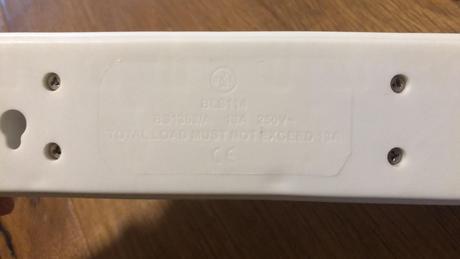 BS1363/A 13A 250V~
TOTAL LOAD MUST NOT EXCEED 13A
CE